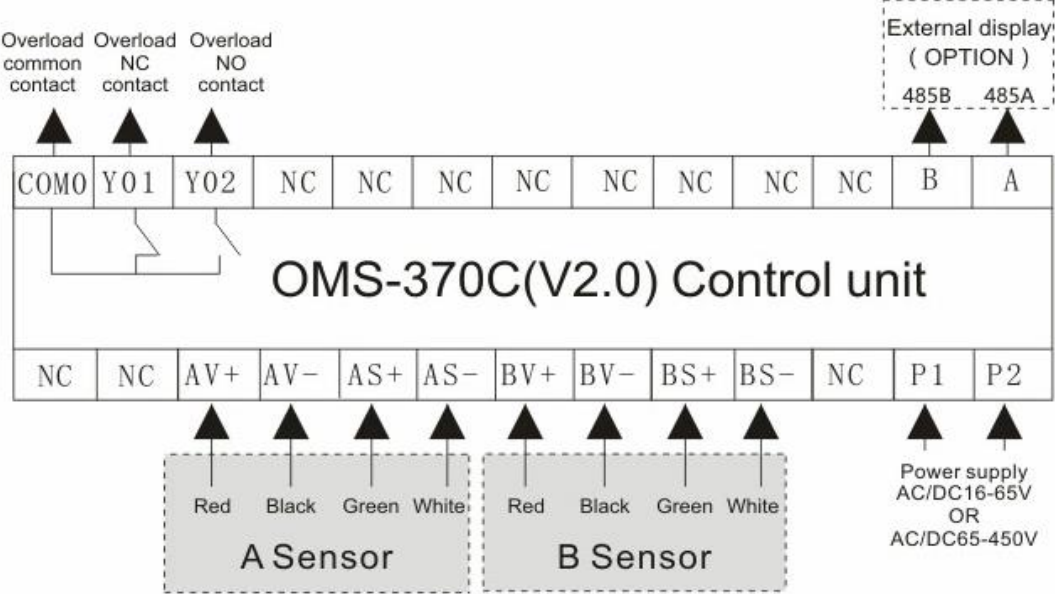 External display
( OPTION )
485B 485A
Overload Overload Overload
common NC NO
contact contact contact
COM0 Y01 Y02 NC NC NC NC NC NC NC NC B A
OMS-370C(V2.0) Control unit
NC NC AV+ AV- AS+ AS- BV+ BV- BS+ BS- NC P1 P2
Red Black Green White Red Black Green White
A Sensor B Sensor
Power supply
AC/DC16-65V
OR
AC/DC65-450V